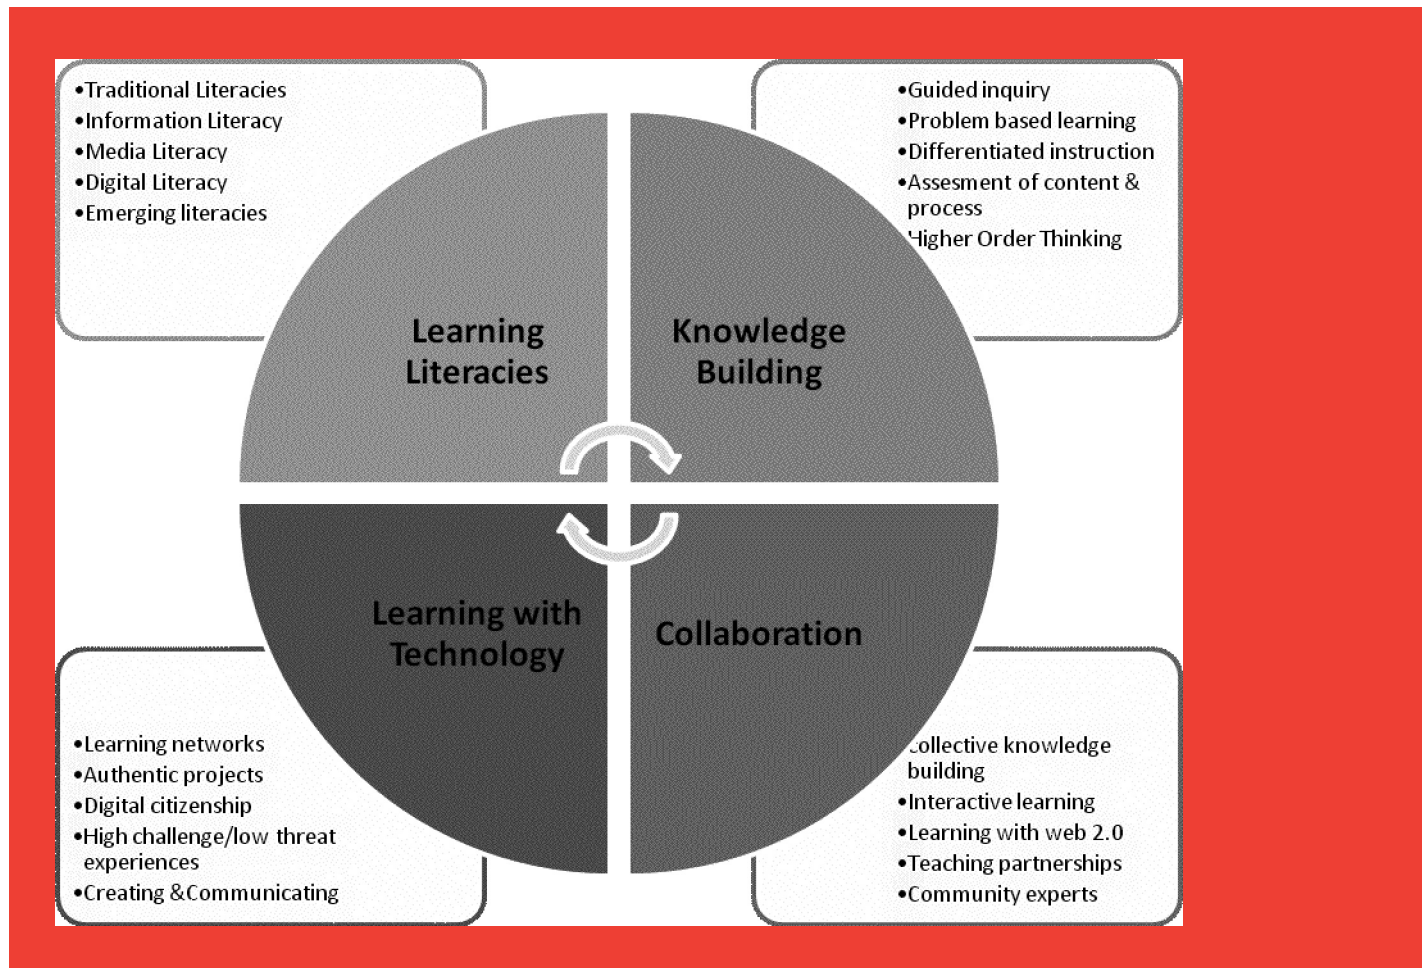 •Traditional Literacies
•Information Literacy
•Media Literacy
•Digital Literacy
•Emerging literacies
•Guided inquiry
•Problem based learning
•Differentiated instruction
•Assesment of content &
process
•Higher Order Thinking
Learning
Literacies
Knowledge
Building
Learning with
Technology
Collaboration
•Learning networks
•Authentic projects
•Digital citizenship
•High challenge/low threat
experiences
•Creating &Communicating
•Collective knowledge
building
•Interactive learning
•Learning with web 2.0
•Teaching partnerships
•Community experts